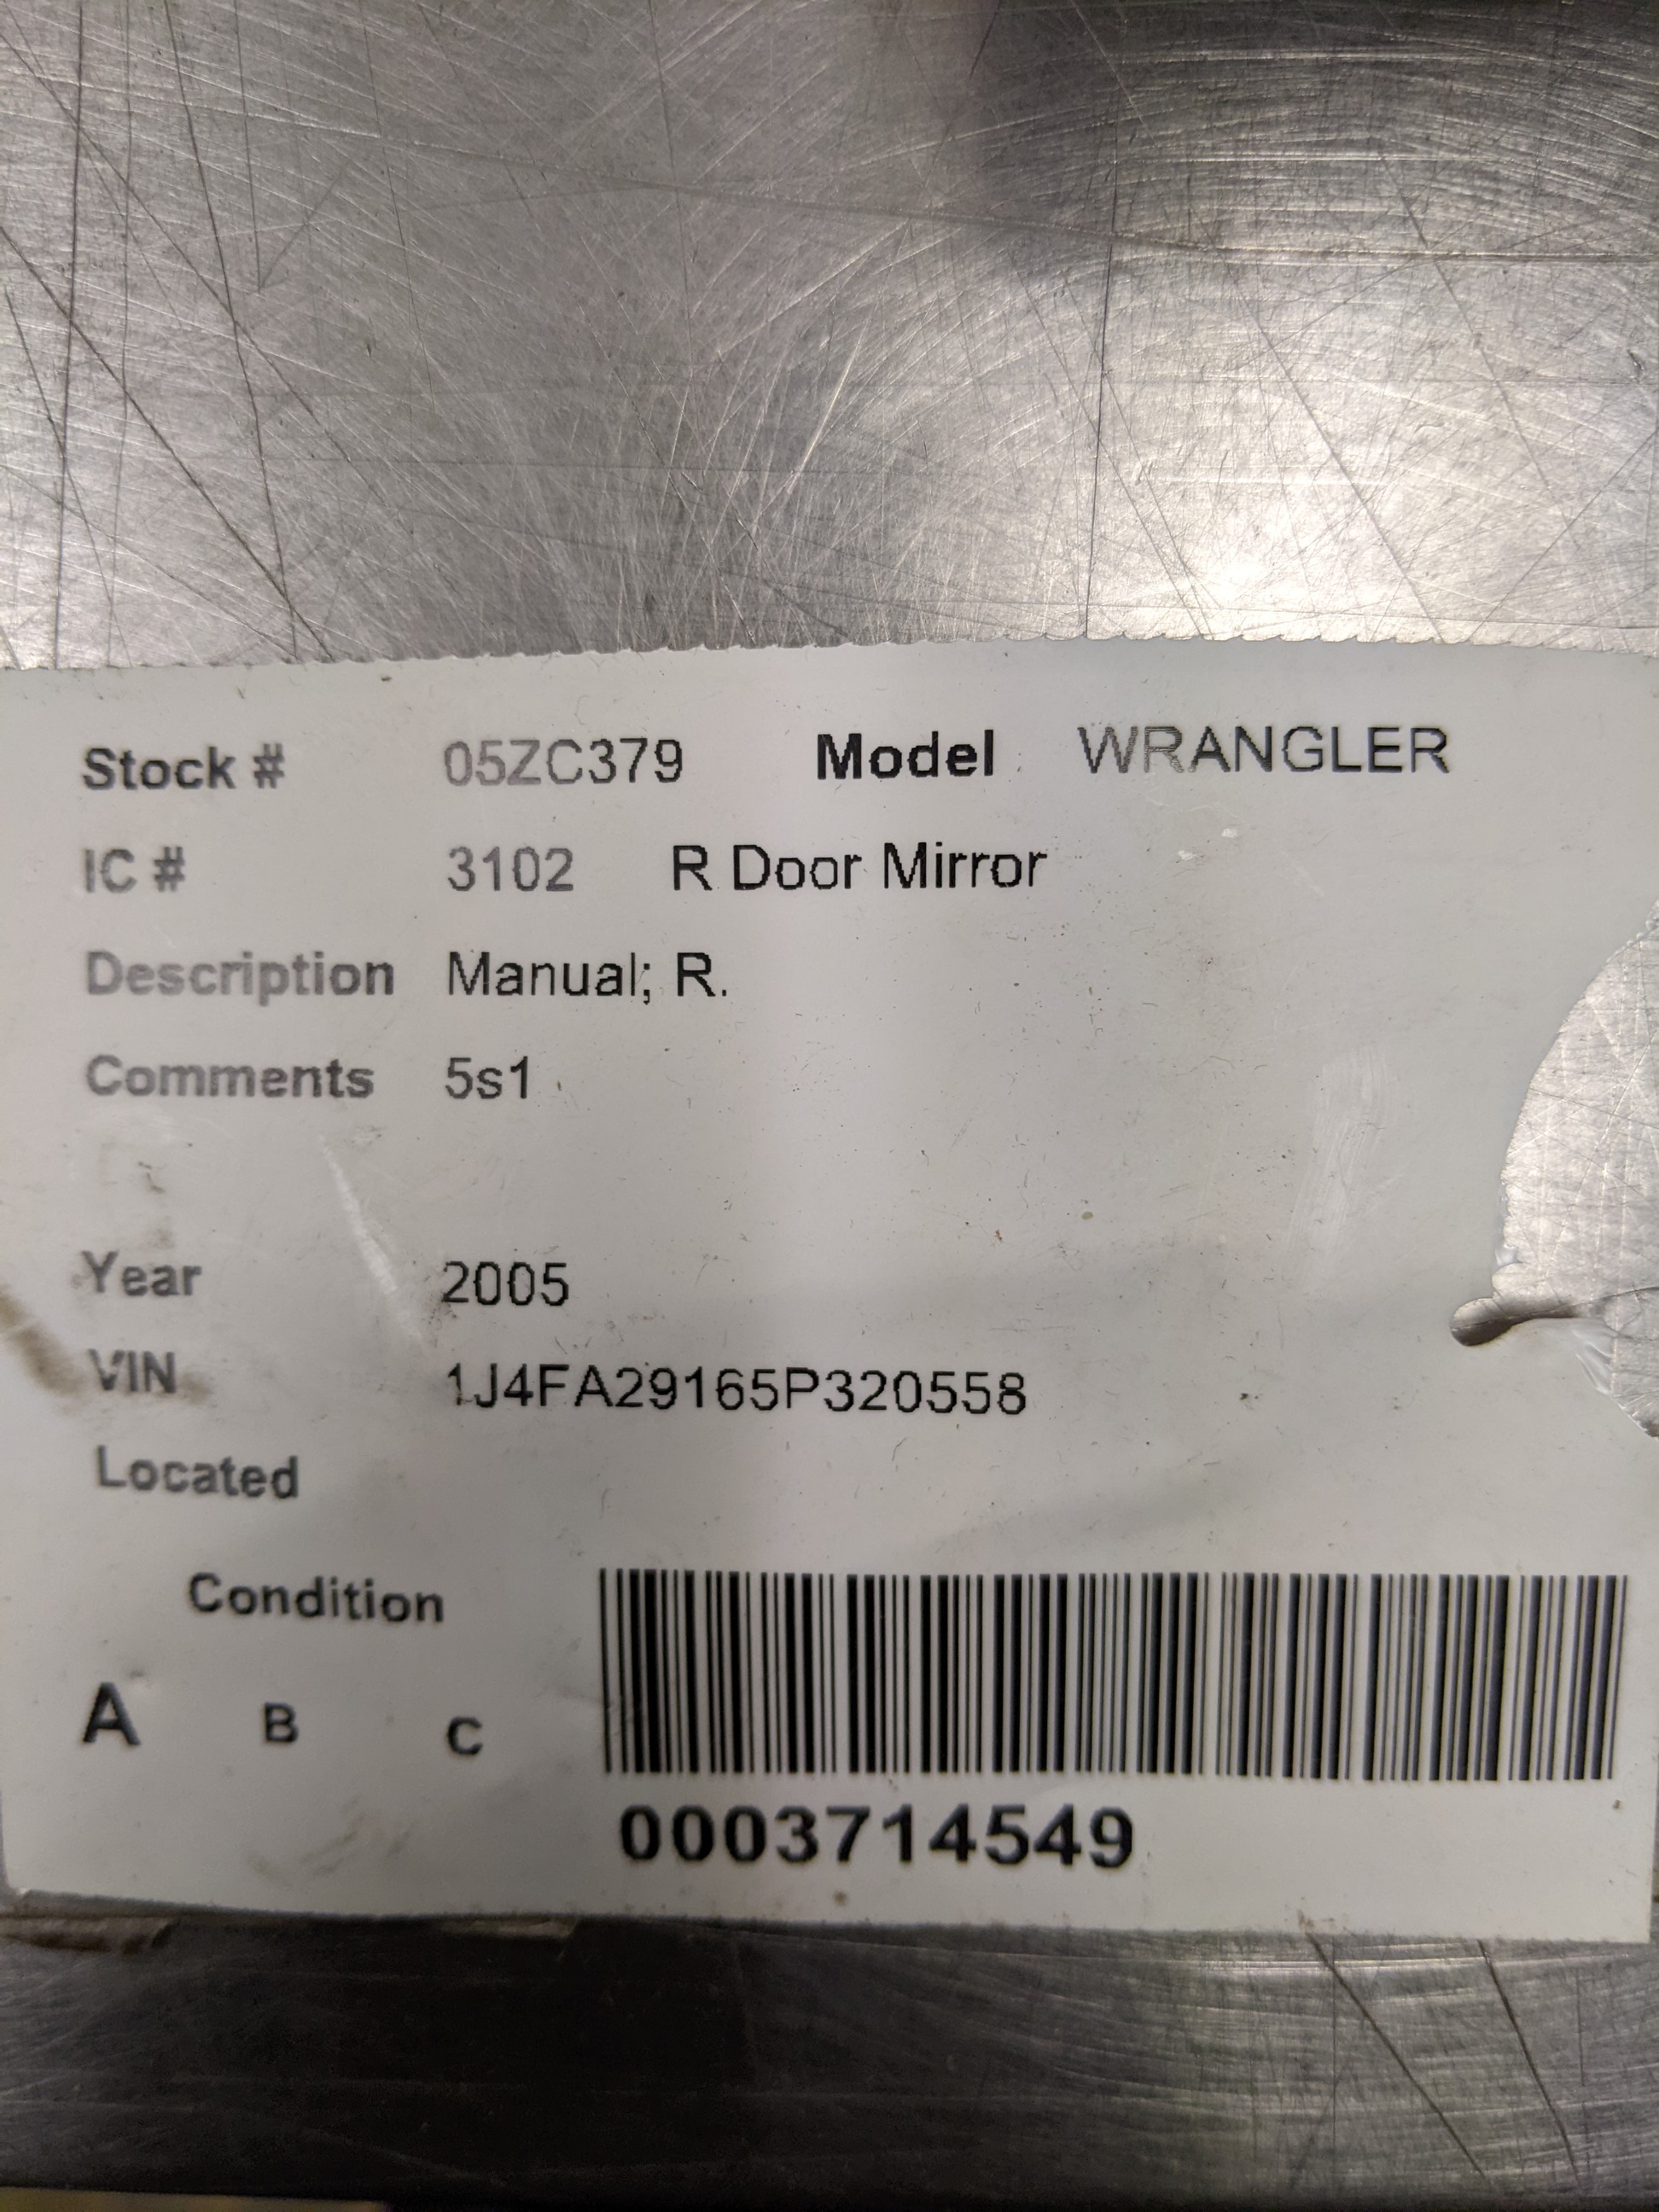 Stock # 05ZC379 Model WRANGLER
IC # 3102 R Door Mirror
Description Manual; R.
Comments 5s1
Year 2005
VIN 1J4FA29165P320558
Located
Condition
A B C
0003714549